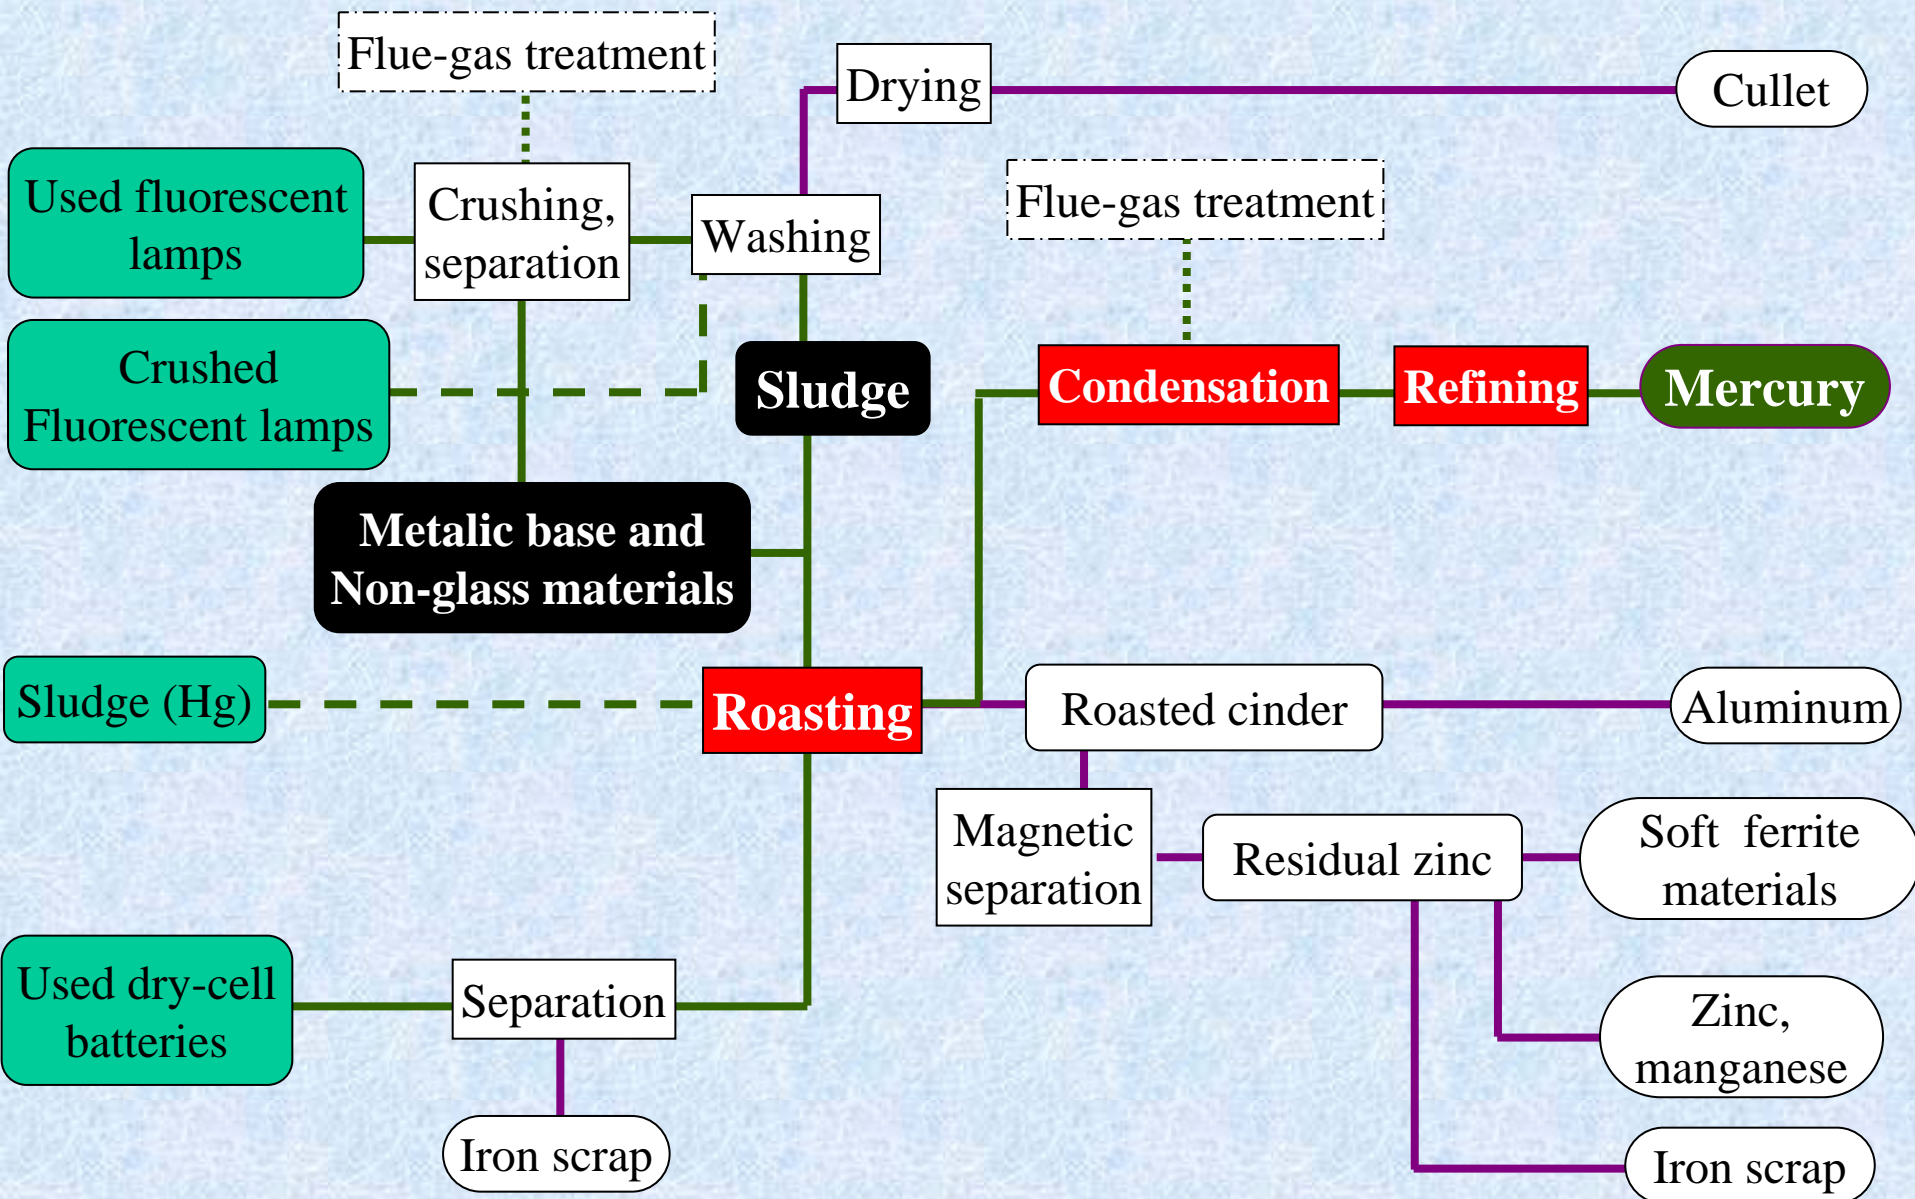 Flue-gas treatment
Drying
Cullet
Used fluorescent
lamps
Crushing,
separation
Washing
Flue-gas treatment
Crushed
Fluorescent lamps
Sludge
Condensation
Refining
Mercury
Metalic base and
Non-glass materials
Sludge (Hg)
Roasting
Roasted cinder
Aluminum
Magnetic
separation
Residual zinc
Soft ferrite
materials
Used dry-cell
batteries
Separation
Zinc,
manganese
Iron scrap
Iron scrap